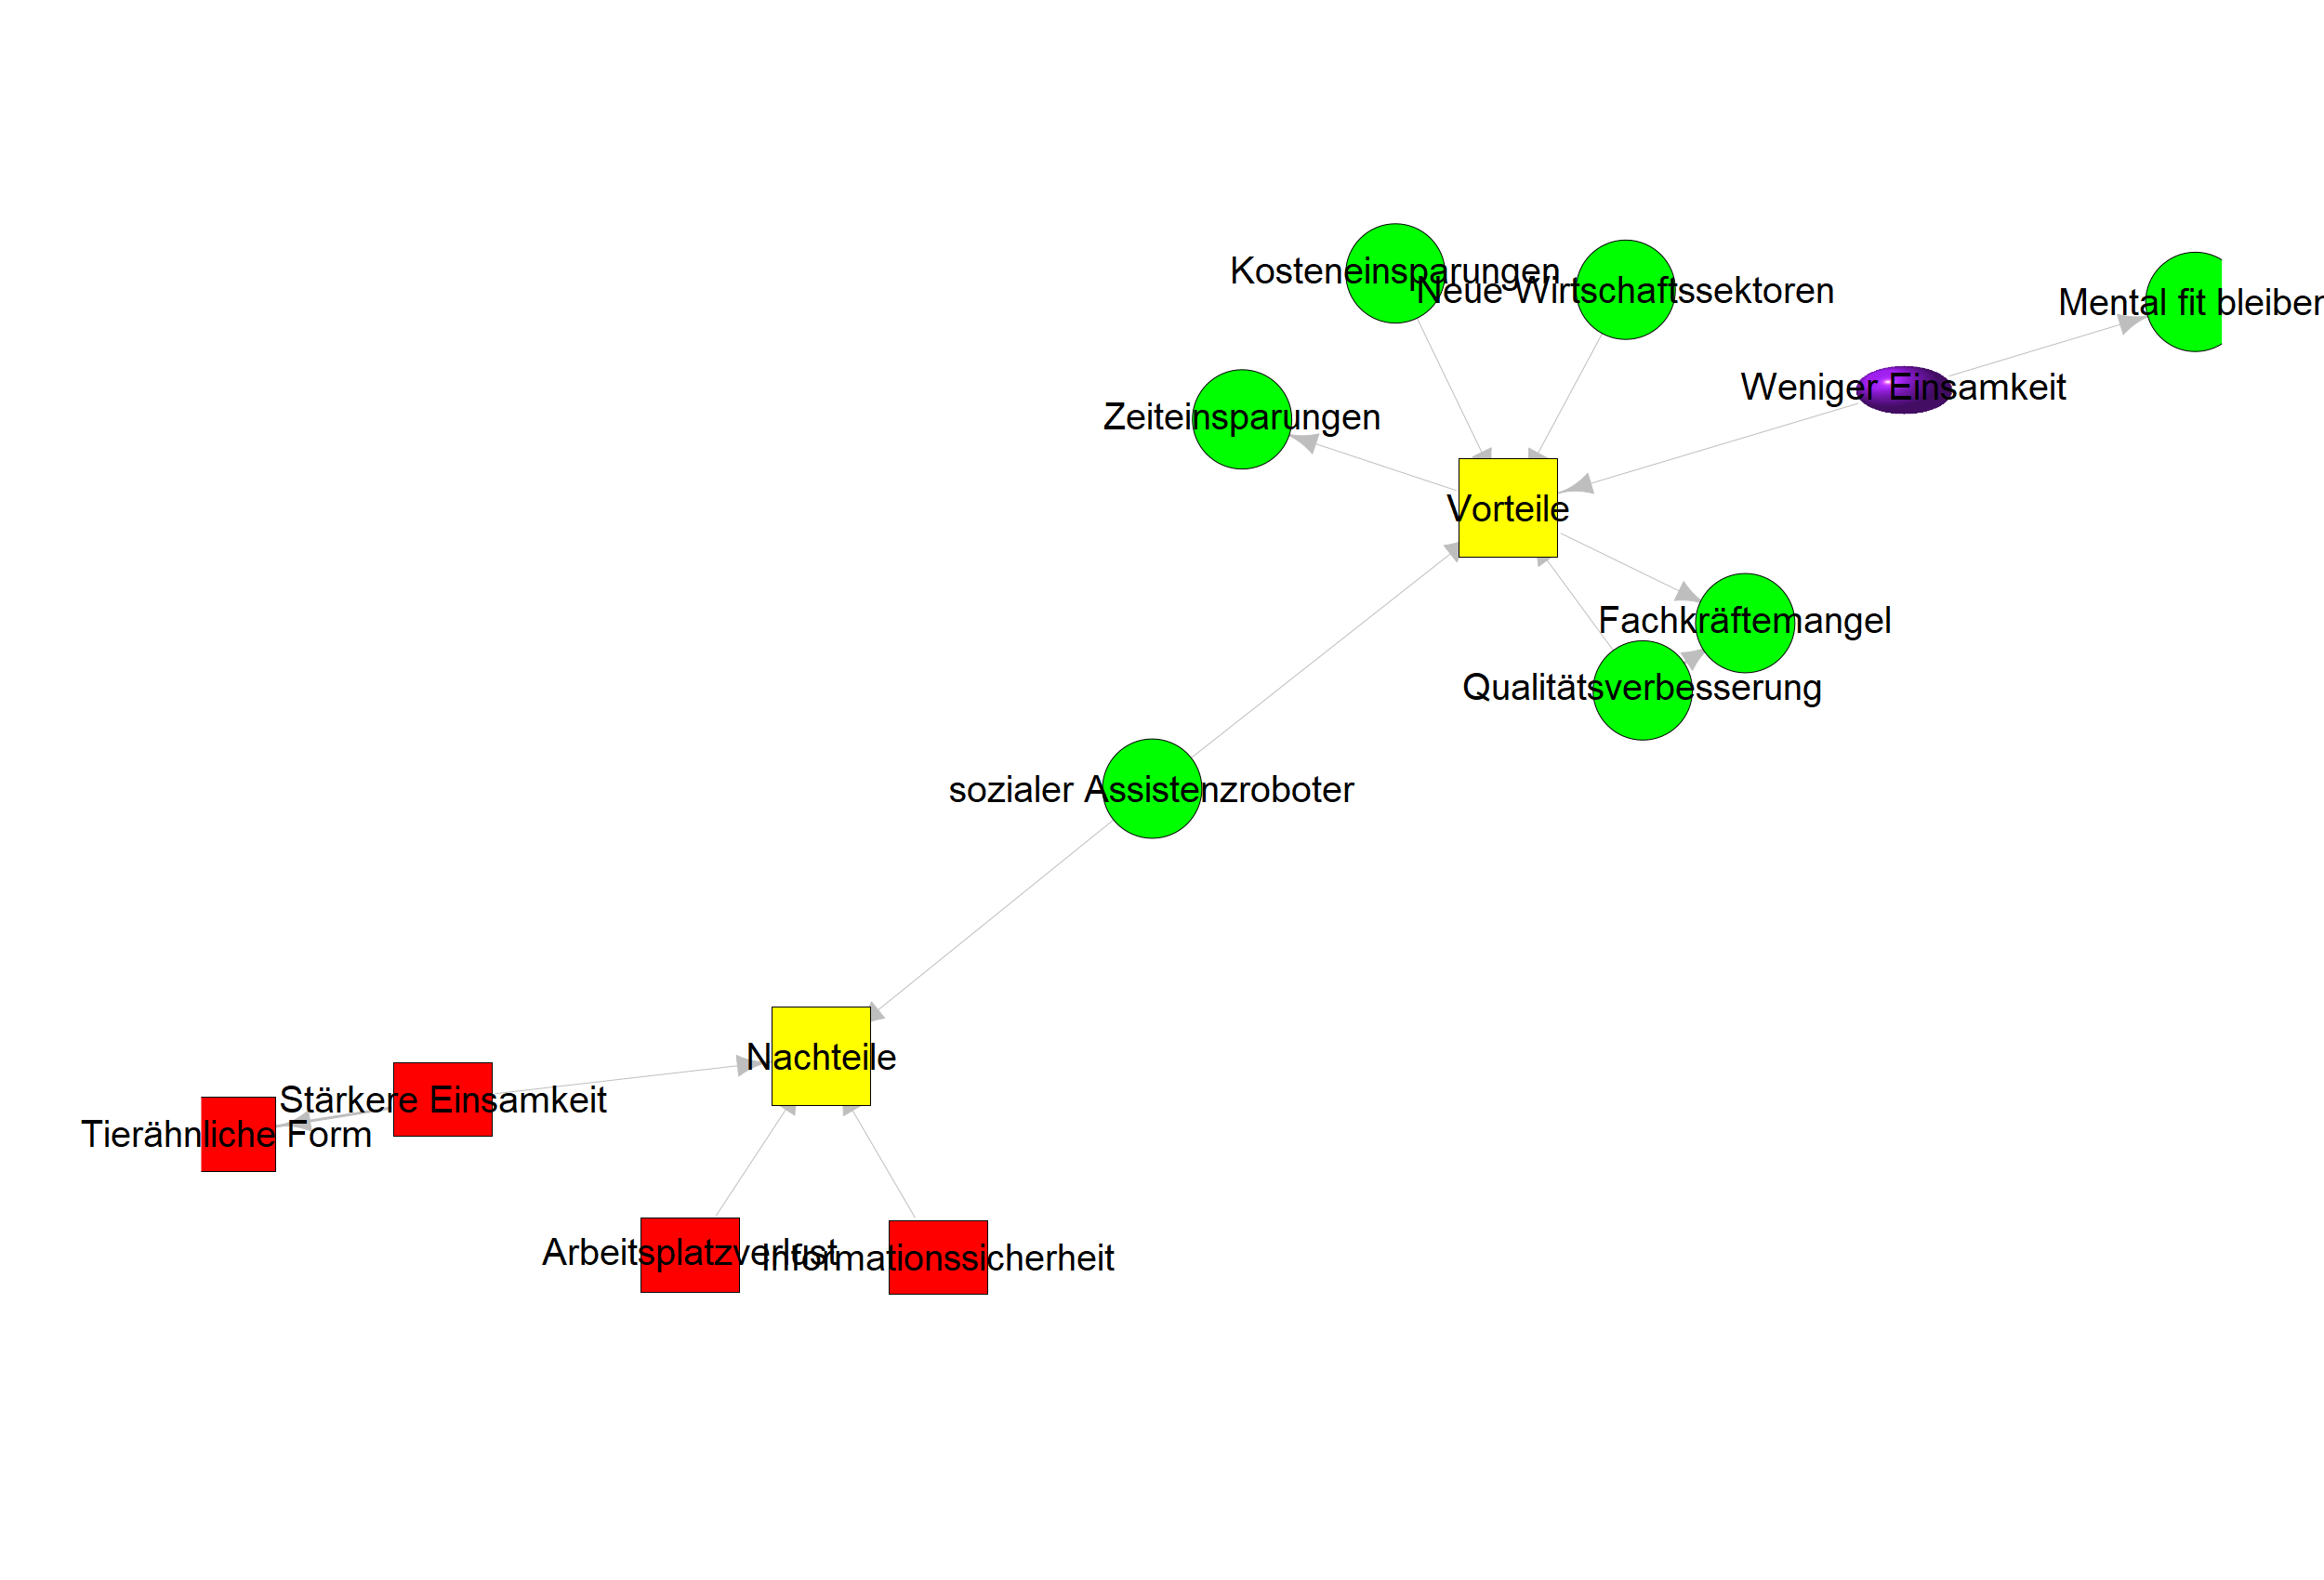 Kosteneinsparungen
Neue Wirtschaftssektoren
Mental fit bleiben
Weniger Einsamkeit
Zeiteinsparungen
Vorteile
Fachkräftemangel
Qualitätsverbesserung
sozialer Assistenzroboter
Nachteile
Stärkere Einsamkeit
Tierähnliche Form
Arbeitsplatzverlust
Informationssicherheit